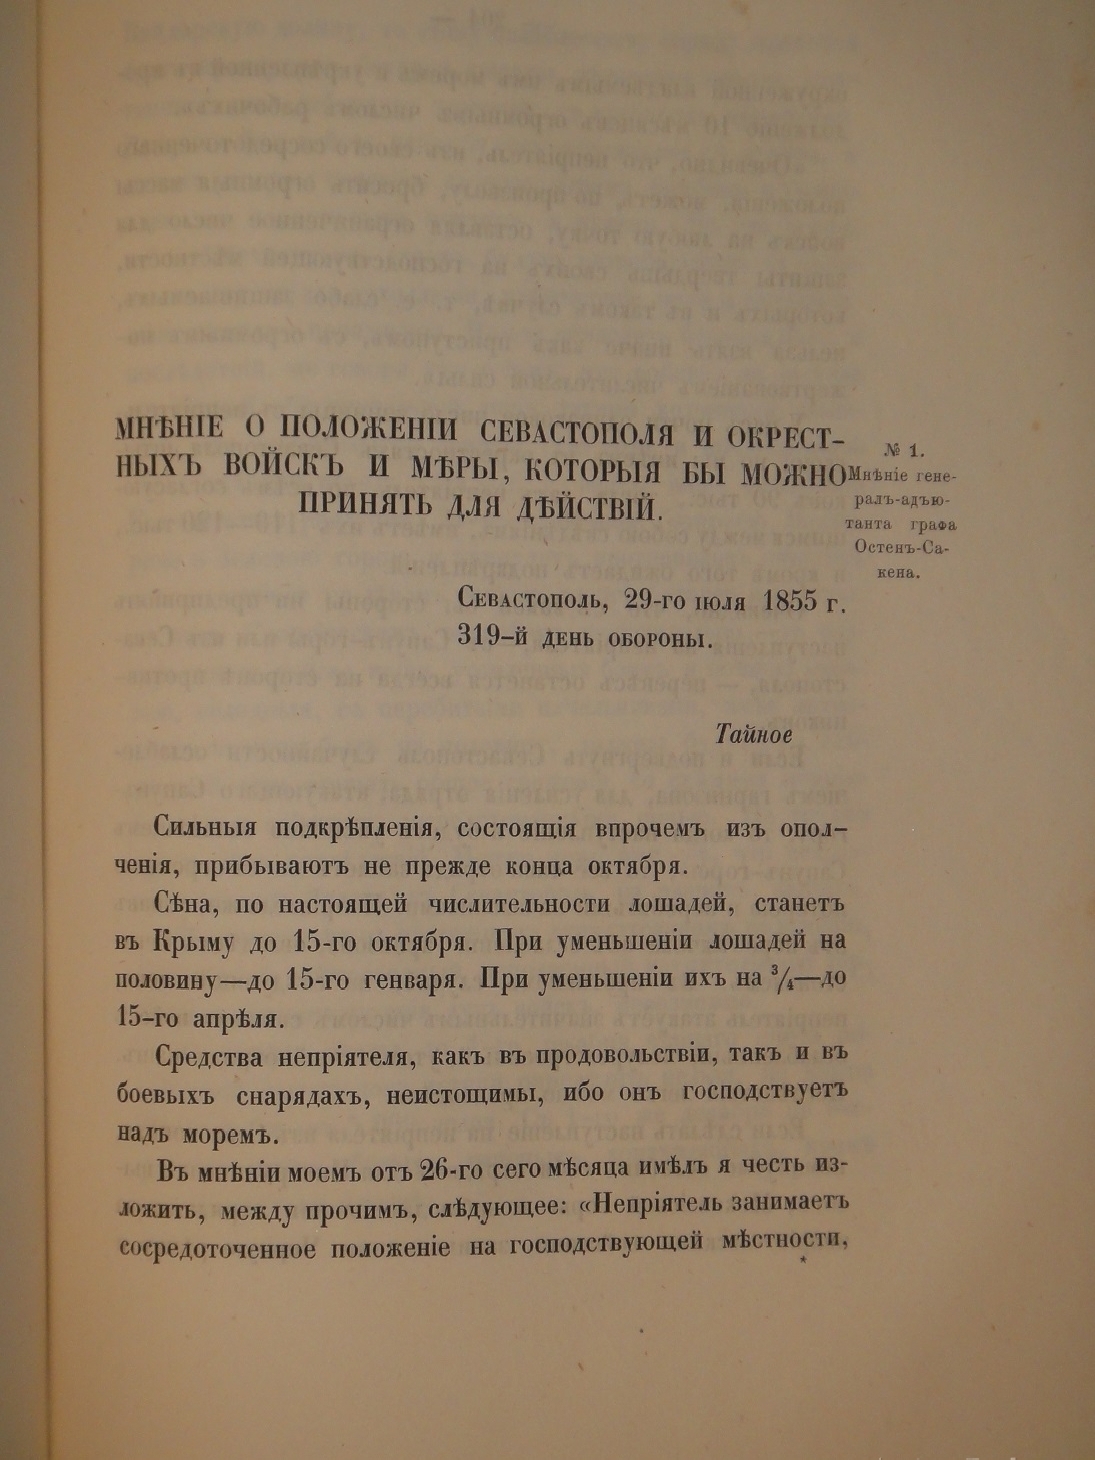 МНѢНІЕ О ПОЛОЖЕНІИ СЕВАСТОПОЛЯ И ОКРЕСТ-
НЫХЪ ВОЙСКЪ И МѢРЫ, КОТОРЫЯ БЫ МОЖНО
ПРИНЯТЬ ДЛЯ ДѢЙСТВІЙ.
№ 1.
Мнѣніе гене-
ралъ-адъю-
танта графа
Остенъ-Са-
кена.
Севастополь, 29-го іюля 1855 г.
319-й день обороны.
Тайное
Сильныя подкрѣпленія, состоящія впрочемъ изъ опол-
ченія, прибываютъ не прежде конца октября.
Сѣна, по настоящей числительности лошадей, станетъ
въ Крыму до 15-го октября. При уменьшеніи лошадей на
половину—до 15-го генваря. При уменьшеніи ихъ на ³/₄—до
15-го апрѣля.
Средства непріятеля, какъ въ продовольствіи, такъ и въ
боевыхъ снарядахъ, неистощимы, ибо онъ господствуетъ
надъ моремъ.
Въ мнѣніи моемъ отъ 26-го сего мѣсяца имѣлъ я честь из-
ложить, между прочимъ, слѣдующее: «Непріятель занимаетъ
сосредоточенное положеніе на господствующей мѣстности,
*